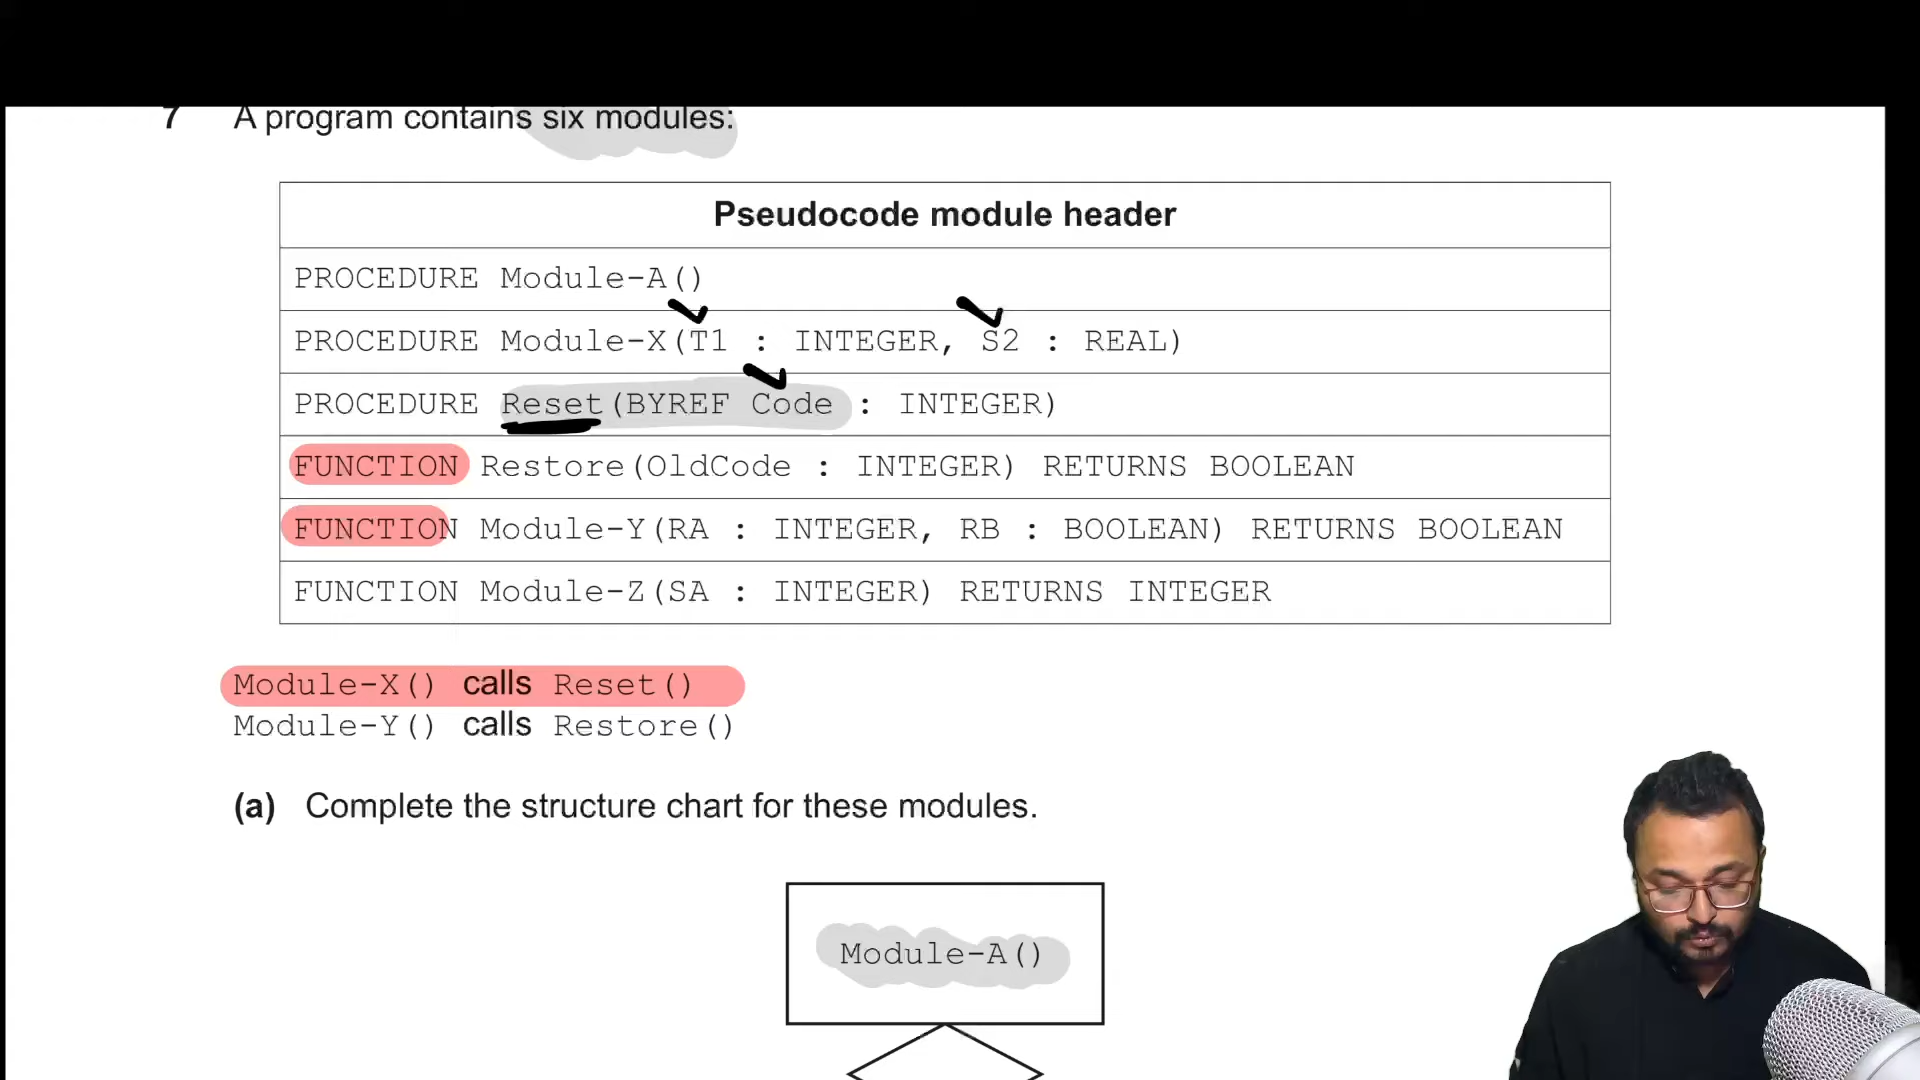 7 A program contains six modules:
Pseudocode module header
PROCEDURE Module-A()
PROCEDURE Module-X(T1 : INTEGER, S2 : REAL)
PROCEDURE Reset(BYREF Code : INTEGER)
FUNCTION Restore(OldCode : INTEGER) RETURNS BOOLEAN
FUNCTION Module-Y(RA : INTEGER, RB : BOOLEAN) RETURNS BOOLEAN
FUNCTION Module-Z(SA : INTEGER) RETURNS INTEGER
Module-X() calls Reset()
Module-Y() calls Restore()
(a) Complete the structure chart for these modules.
Module-A()